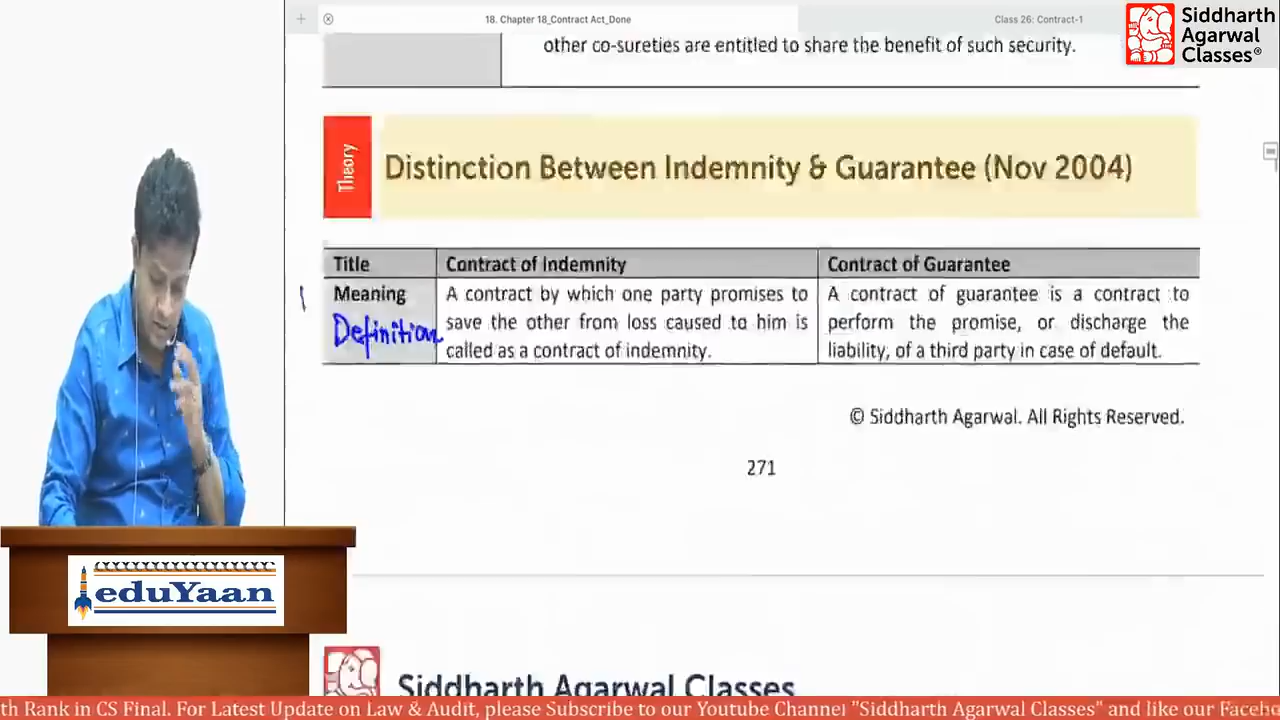 18. Chapter 18_Contract Act_Done
Class 26: Contract-1
Siddharth
Agarwal
Classes®
other co-sureties are entitled to share the benefit of such security.
Theory
Distinction Between Indemnity & Guarantee (Nov 2004)
Title
Contract of Indemnity
Contract of Guarantee
1
Meaning
Definition
A contract by which one party promises to
save the other from loss caused to him is
called as a contract of indemnity.
A contract of guarantee is a contract to
perform the promise, or discharge the
liability, of a third party in case of default.
© Siddharth Agarwal. All Rights Reserved.
271
eduYaan
Siddharth Agarwal Classes
th Rank in CS Final. For Latest Update on Law & Audit, please Subscribe to our Youtube Channel "Siddharth Agarwal Classes" and like our Facebo